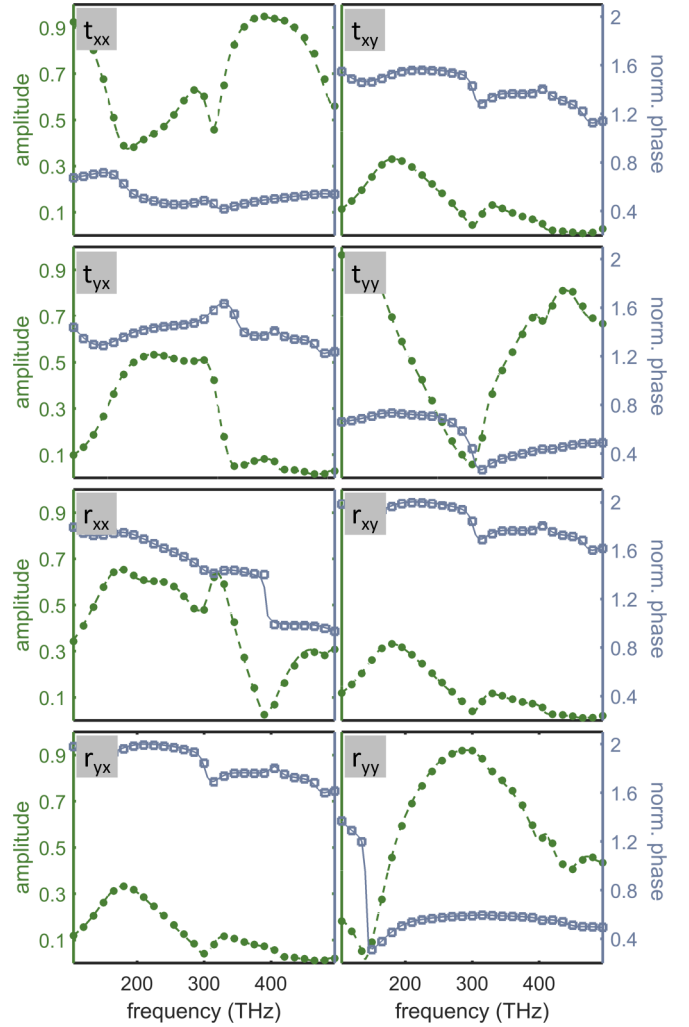 t_xx
t_xy
0.9
0.7
0.5
0.3
0.1
amplitude
2
1.6
1.2
0.8
0.4
norm. phase
t_yx
t_yy
0.9
0.7
0.5
0.3
0.1
amplitude
2
1.6
1.2
0.8
0.4
norm. phase
r_xx
r_xy
0.9
0.7
0.5
0.3
0.1
amplitude
2
1.6
1.2
0.8
0.4
norm. phase
r_yx
r_yy
0.9
0.7
0.5
0.3
0.1
amplitude
2
1.6
1.2
0.8
0.4
norm. phase
200 300 400
200 300 400
frequency (THz)
frequency (THz)